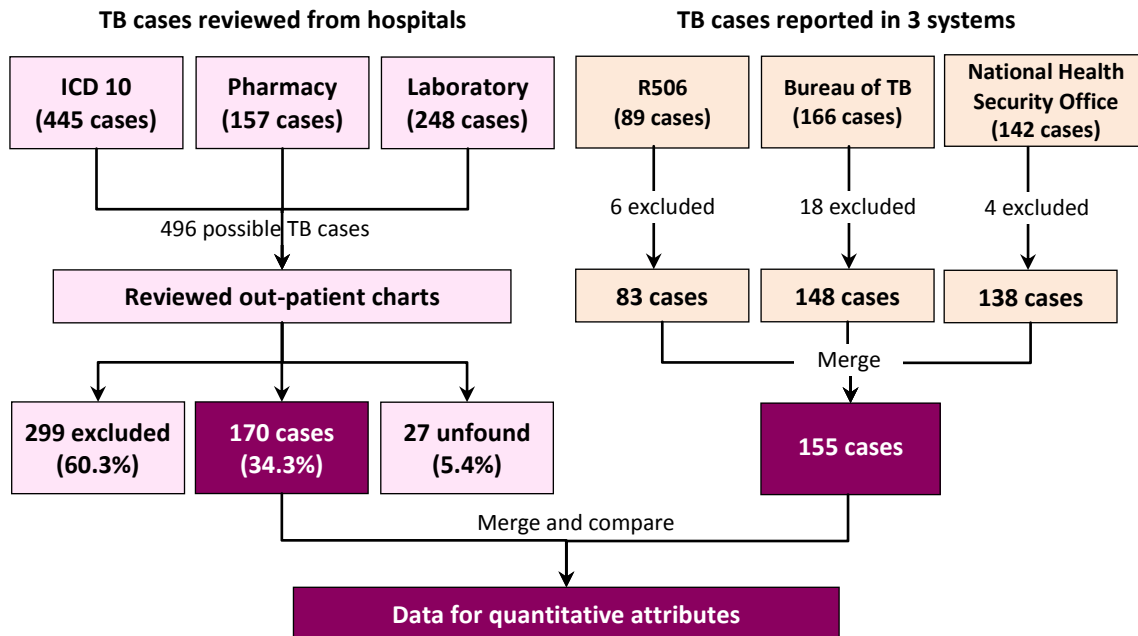 TB cases reviewed from hospitals
ICD 10
(445 cases)
Pharmacy
(157 cases)
Laboratory
(248 cases)
496 possible TB cases
Reviewed out-patient charts
299 excluded
(60.3%)
170 cases
(34.3%)
27 unfound
(5.4%)
TB cases reported in 3 systems
R506
(89 cases)
Bureau of TB
(166 cases)
National Health
Security Office
(142 cases)
6 excluded
18 excluded
4 excluded
83 cases
148 cases
138 cases
Merge
155 cases
Merge and compare
Data for quantitative attributes